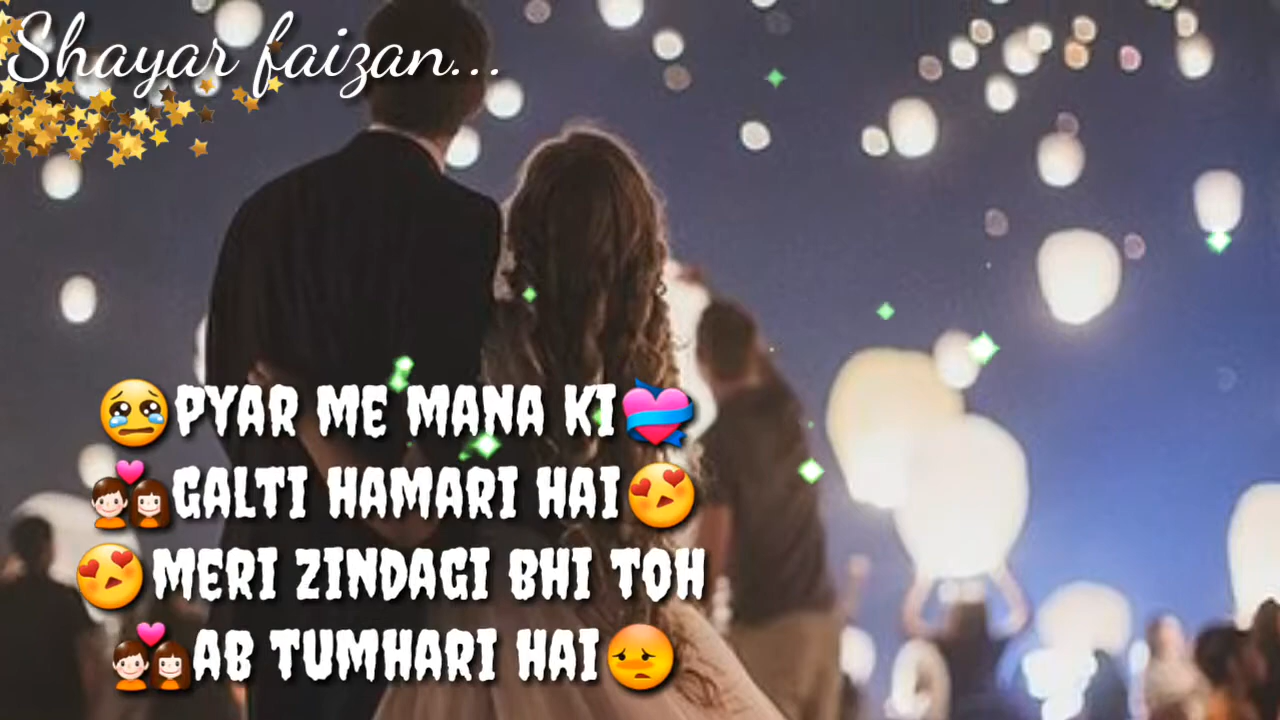 Shayar faizan...
😢PYAR ME MANA KI💝
💑GALTI HAMARI HAI😍
😍MERI ZINDAGI BHI TOH
💑AB TUMHARI HAI😳